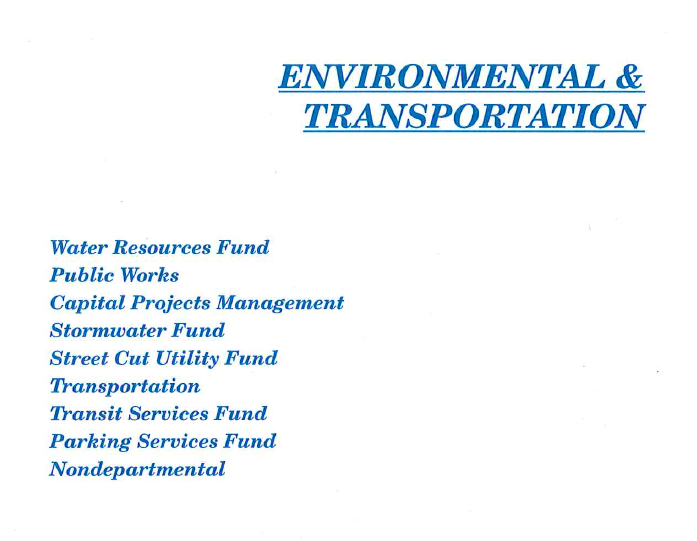 ENVIRONMENTAL &
TRANSPORTATION
Water Resources Fund
Public Works
Capital Projects Management
Stormwater Fund
Street Cut Utility Fund
Transportation
Transit Services Fund
Parking Services Fund
Nondepartmental